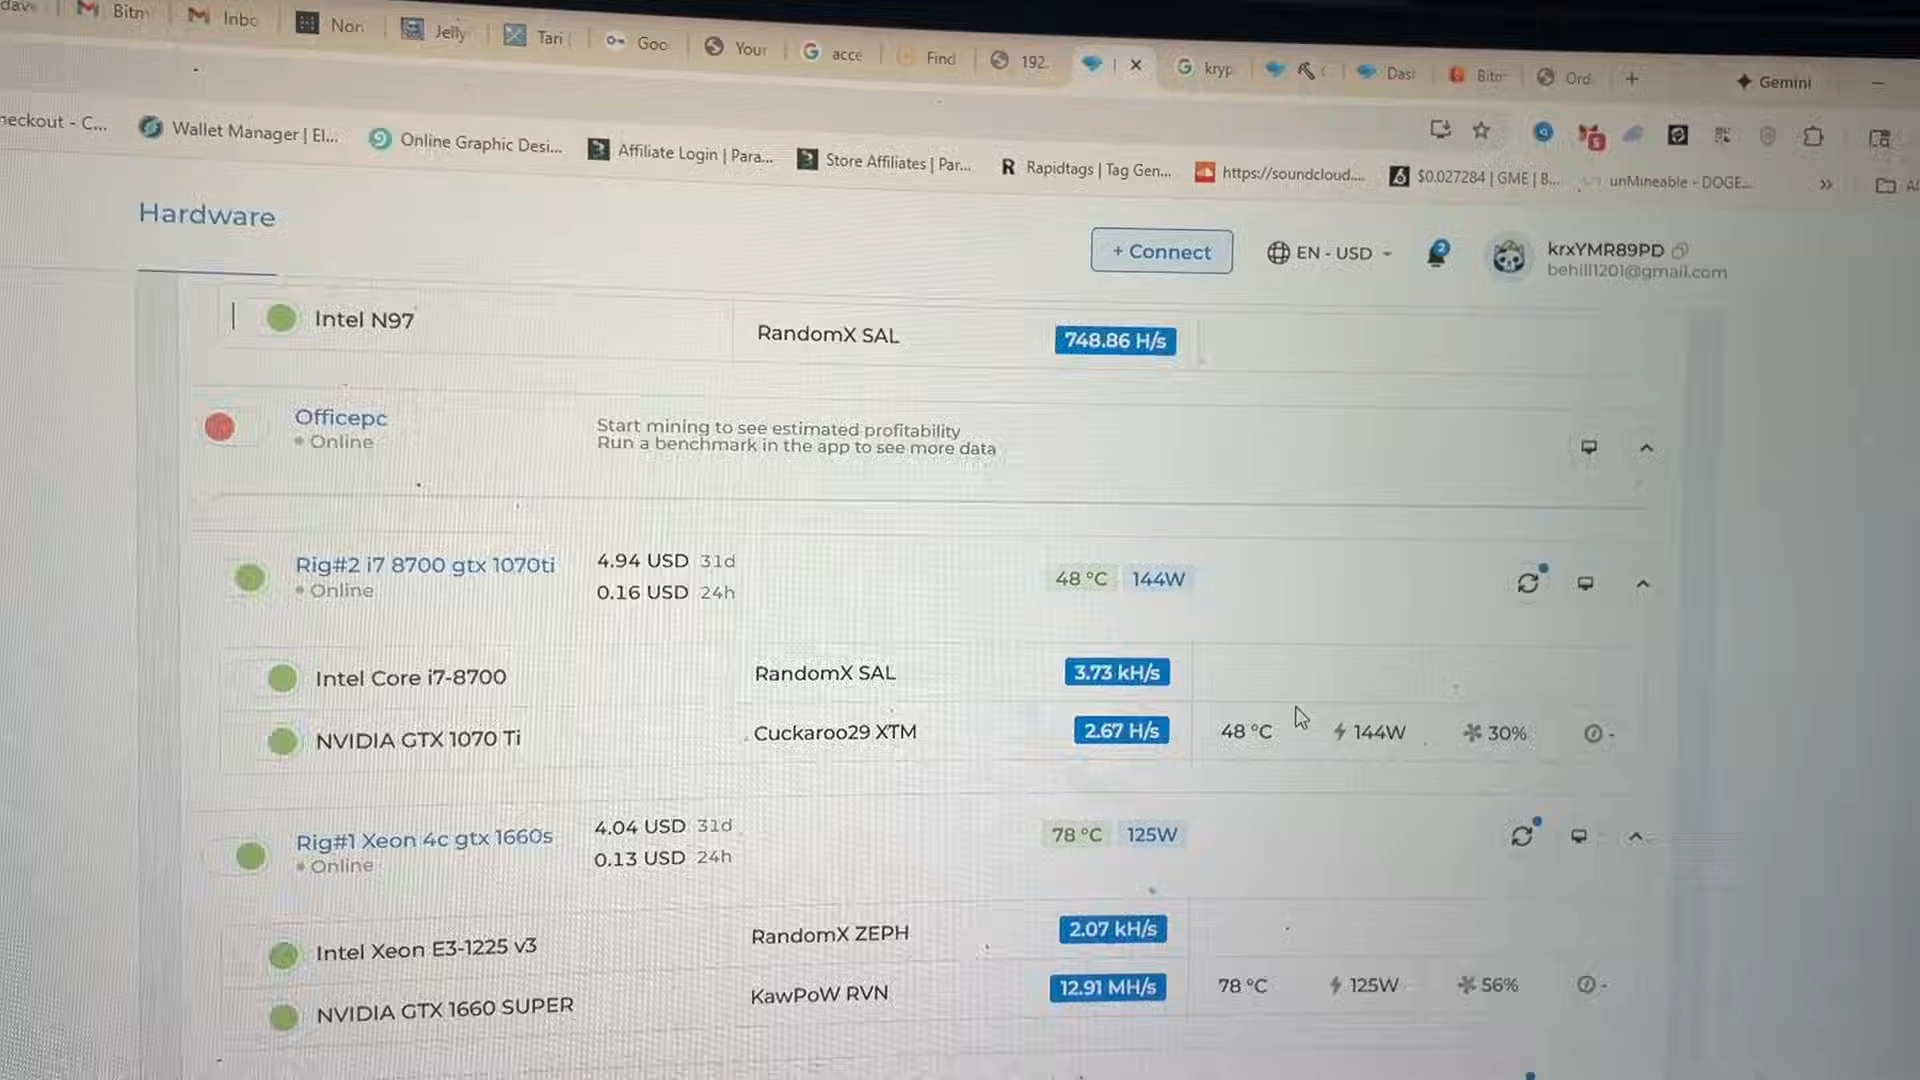 Bitm
Inbo
Nor
Jelly
Tari
Goo
Your
acce
Find
192.
kryp
Dasl
Bitm
Ord
Gemini
heckout - C...
Wallet Manager | El...
Online Graphic Desi...
Affiliate Login | Para...
Store Affiliates | Par...
Rapidtags | Tag Gen...
https://soundcloud....
$0.027284 | GME | B...
unMineable - DOGE...
Hardware
+ Connect
EN - USD
2
krxYMR89PD
behill1201@gmail.com
Intel N97
RandomX SAL
748.86 H/s
Officepc
Online
Start mining to see estimated profitability
Run a benchmark in the app to see more data
Rig#2 i7 8700 gtx 1070ti
Online
4.94 USD 31d
0.16 USD 24h
48 °C 144W
Intel Core i7-8700
RandomX SAL
3.73 kH/s
NVIDIA GTX 1070 Ti
Cuckaroo29 XTM
2.67 H/s
48 °C
144W
30%
-
Rig#1 Xeon 4c gtx 1660s
Online
4.04 USD 31d
0.13 USD 24h
78 °C 125W
Intel Xeon E3-1225 v3
RandomX ZEPH
2.07 kH/s
NVIDIA GTX 1660 SUPER
KawPoW RVN
12.91 MH/s
78 °C
125W
56%
-